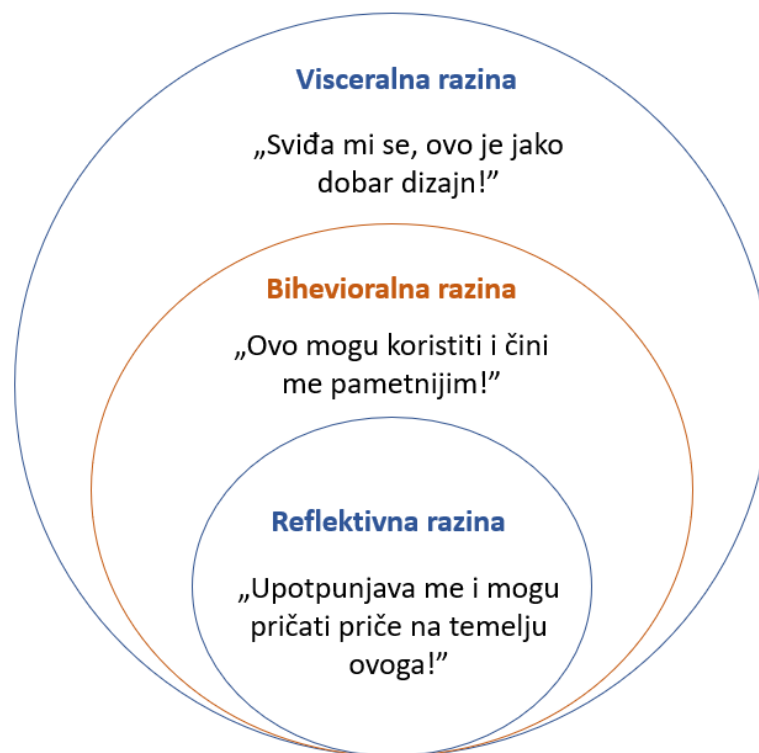 Visceralna razina
„Sviđa mi se, ovo je jako
dobar dizajn!”
Bihevioralna razina
„Ovo mogu koristiti i čini
me pametnijim!”
Reflektivna razina
„Upotpunjava me i mogu
pričati priče na temelju
ovoga!”